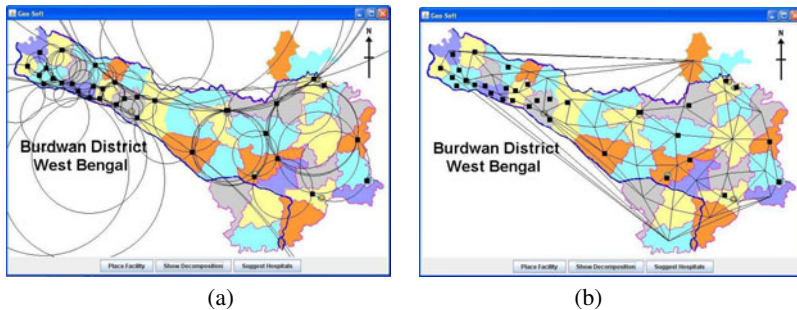 Geo Soft
N
Burdwan District
West Bengal
Place Facility Show Decomposition Suggest Hospitals
(a)
Geo Soft
N
Burdwan District
West Bengal
Place Facility Show Decomposition Suggest Hospitals
(b)